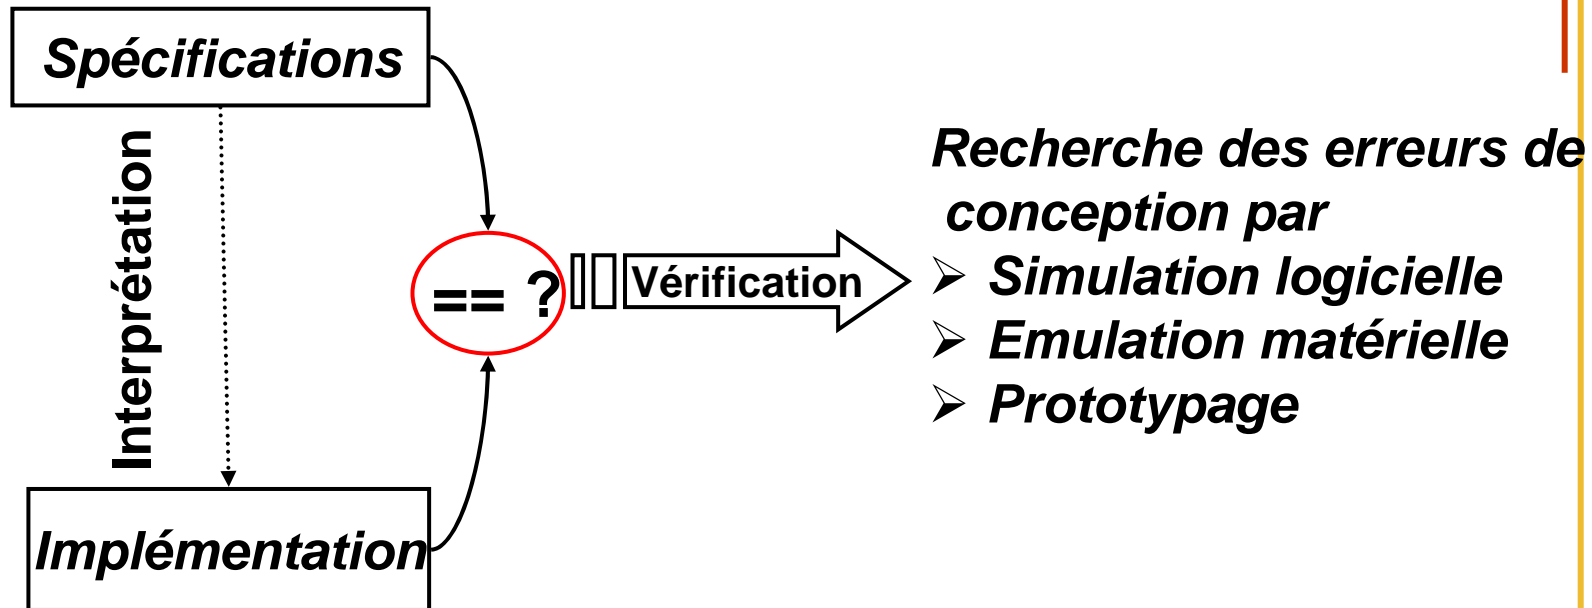 Spécifications
Interprétation
== ?
Vérification
Implémentation
Recherche des erreurs de
conception par
➢ Simulation logicielle
➢ Emulation matérielle
➢ Prototypage